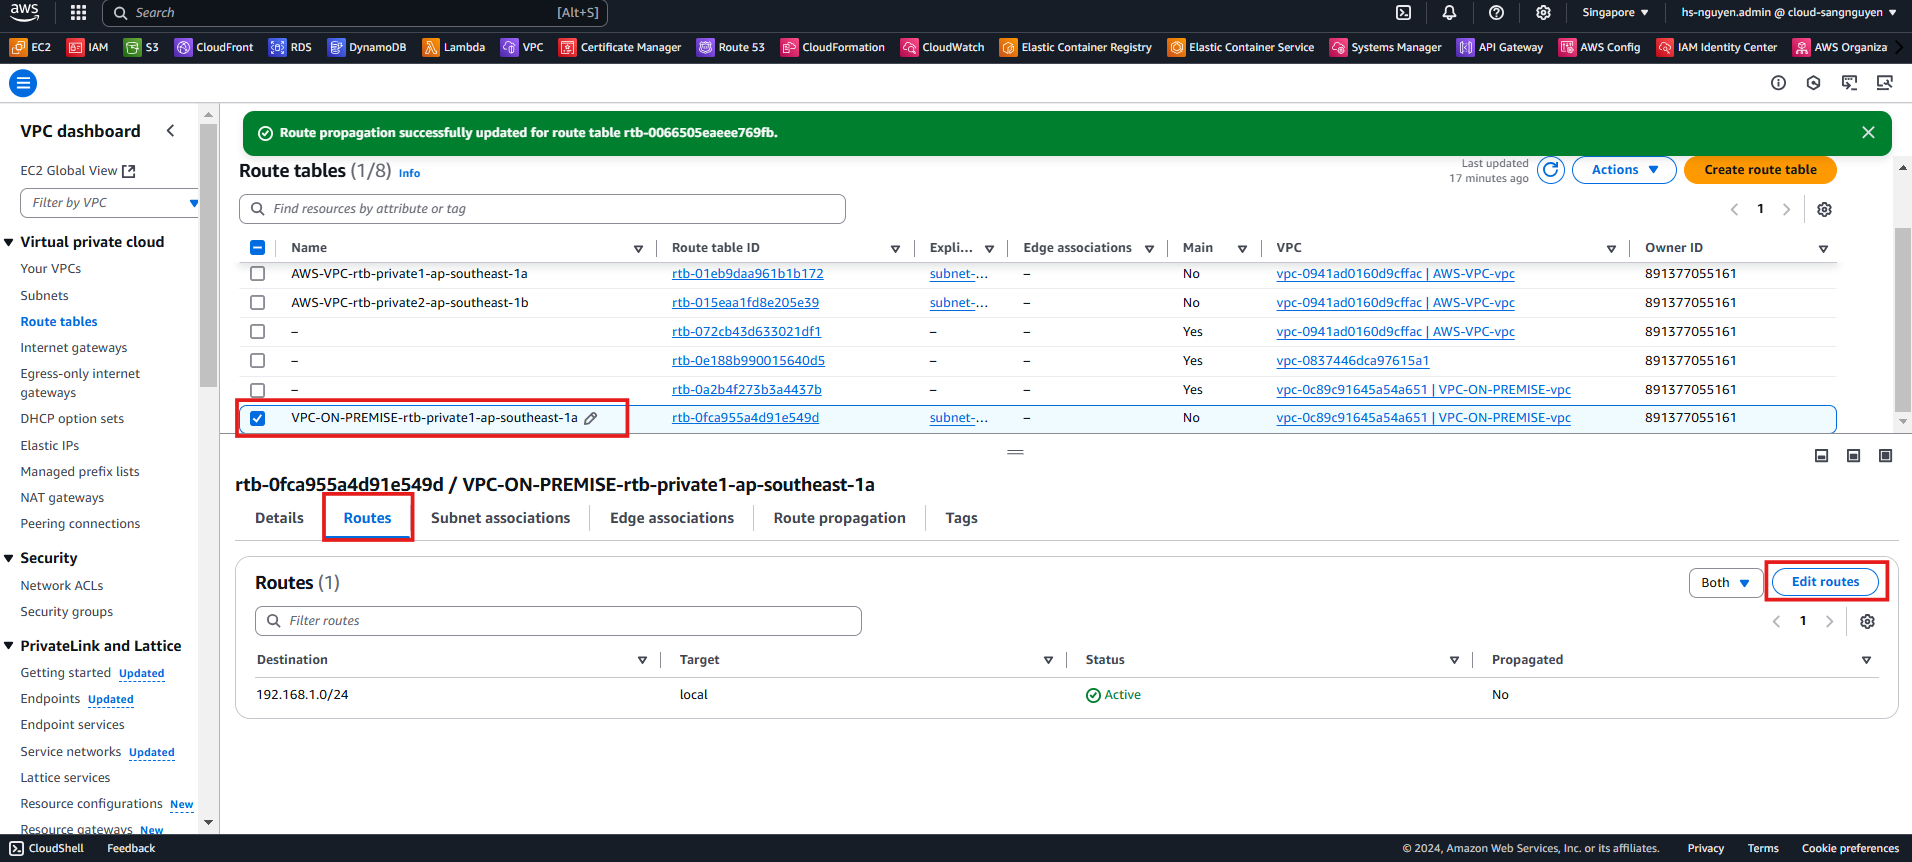 aws
Search [Alt+S] Singapore hs-nguyen.admin @ cloud-sangnguyen
EC2 IAM S3 CloudFront RDS DynamoDB Lambda VPC Certificate Manager Route 53 CloudFormation CloudWatch Elastic Container Registry Elastic Container Service Systems Manager API Gateway AWS Config IAM Identity Center AWS Organiza
VPC dashboard
EC2 Global View
Filter by VPC
Virtual private cloud
Your VPCs
Subnets
Route tables
Internet gateways
Egress-only internet
gateways
DHCP option sets
Elastic IPs
Managed prefix lists
NAT gateways
Peering connections
Security
Network ACLs
Security groups
PrivateLink and Lattice
Getting started Updated
Endpoints Updated
Endpoint services
Service networks Updated
Lattice services
Resource configurations New
Resource gateways New
Route propagation successfully updated for route table rtb-0066505eaeee769fb.
Route tables (1/8) Info
Last updated
17 minutes ago
Actions Create route table
Find resources by attribute or tag
1
Name Route table ID Expli... Edge associations Main VPC Owner ID
AWS-VPC-rtb-private1-ap-southeast-1a rtb-01eb9daa961b1b172 subnet-... – No vpc-0941ad0160d9cffac | AWS-VPC-vpc 891377055161
AWS-VPC-rtb-private2-ap-southeast-1b rtb-015eaa1fd8e205e39 subnet-... – No vpc-0941ad0160d9cffac | AWS-VPC-vpc 891377055161
– rtb-072cb43d633021df1 – – Yes vpc-0941ad0160d9cffac | AWS-VPC-vpc 891377055161
– rtb-0e188b990015640d5 – – Yes vpc-0837446dca97615a1 891377055161
– rtb-0a2b4f273b3a4437b – – Yes vpc-0c89c91645a54a651 | VPC-ON-PREMISE-vpc 891377055161
VPC-ON-PREMISE-rtb-private1-ap-southeast-1a rtb-0fca955a4d91e549d subnet-... – No vpc-0c89c91645a54a651 | VPC-ON-PREMISE-vpc 891377055161
rtb-0fca955a4d91e549d / VPC-ON-PREMISE-rtb-private1-ap-southeast-1a
Details Routes Subnet associations Edge associations Route propagation Tags
Routes (1) Both Edit routes
Filter routes
1
Destination Target Status Propagated
192.168.1.0/24 local Active No
CloudShell Feedback © 2024, Amazon Web Services, Inc. or its affiliates. Privacy Terms Cookie preferences